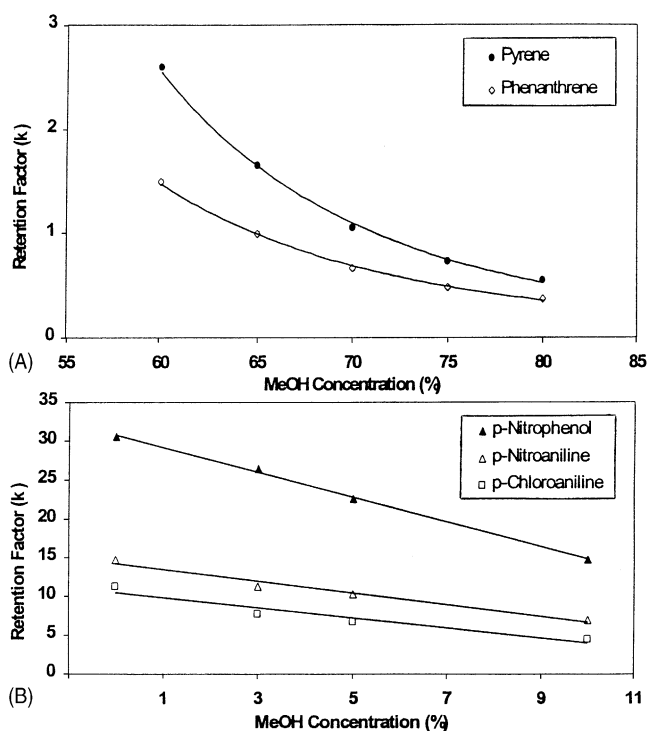 3
2
1
0
Retention Factor (k)
Pyrene
Phenanthrene
(A)
55 60 65 70 75 80 85
MeOH Concentration (%)
35
30
25
20
15
10
5
0
Retention Factor (k)
p-Nitrophenol
p-Nitroaniline
p-Chloroaniline
(B)
1 3 5 7 9 11
MeOH Concentration (%)